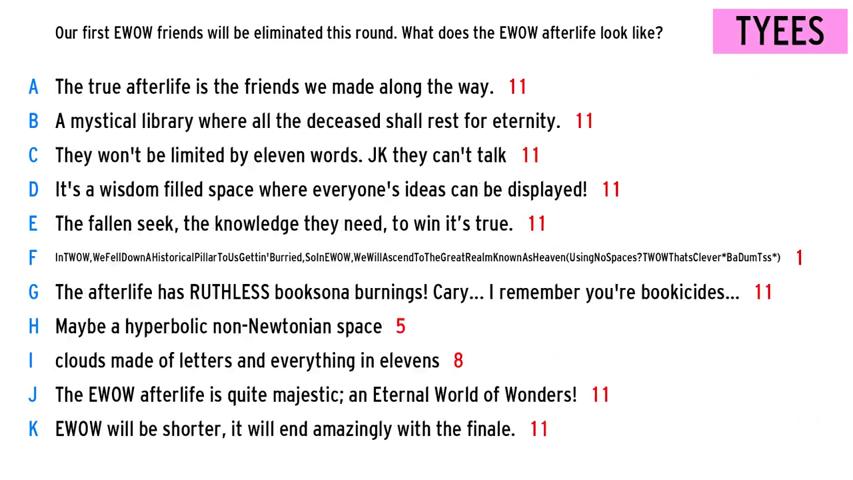 Our first EWOW friends will be eliminated this round. What does the EWOW afterlife look like?
TYEES
A The true afterlife is the friends we made along the way. 11
B A mystical library where all the deceased shall rest for eternity. 11
C They won't be limited by eleven words. JK they can't talk 11
D It's a wisdom filled space where everyone's ideas can be displayed! 11
E The fallen seek, the knowledge they need, to win it’s true. 11
F InTWOW,WeFellDownAHistoricalPillarToUsGettin'Burried,SoInEWOW,WeWillAscendToTheGreatRealmKnownAsHeaven(UsingNoSpaces?TWOWThatsClever*BaDumTss*) 1
G The afterlife has RUTHLESS booksona burnings! Cary... I remember you're bookicides... 11
H Maybe a hyperbolic non-Newtonian space 5
I clouds made of letters and everything in elevens 8
J The EWOW afterlife is quite majestic; an Eternal World of Wonders! 11
K EWOW will be shorter, it will end amazingly with the finale. 11